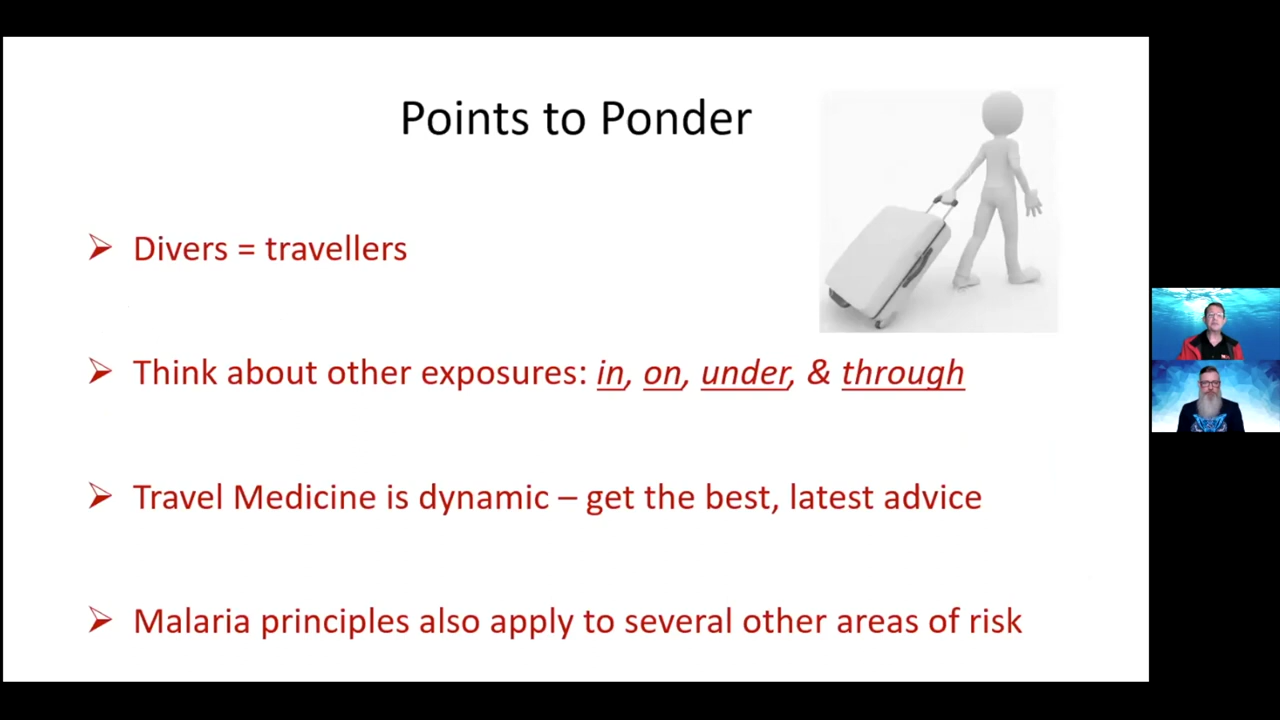 Points to Ponder
➢ Divers = travellers
➢ Think about other exposures: in, on, under, & through
➢ Travel Medicine is dynamic – get the best, latest advice
➢ Malaria principles also apply to several other areas of risk